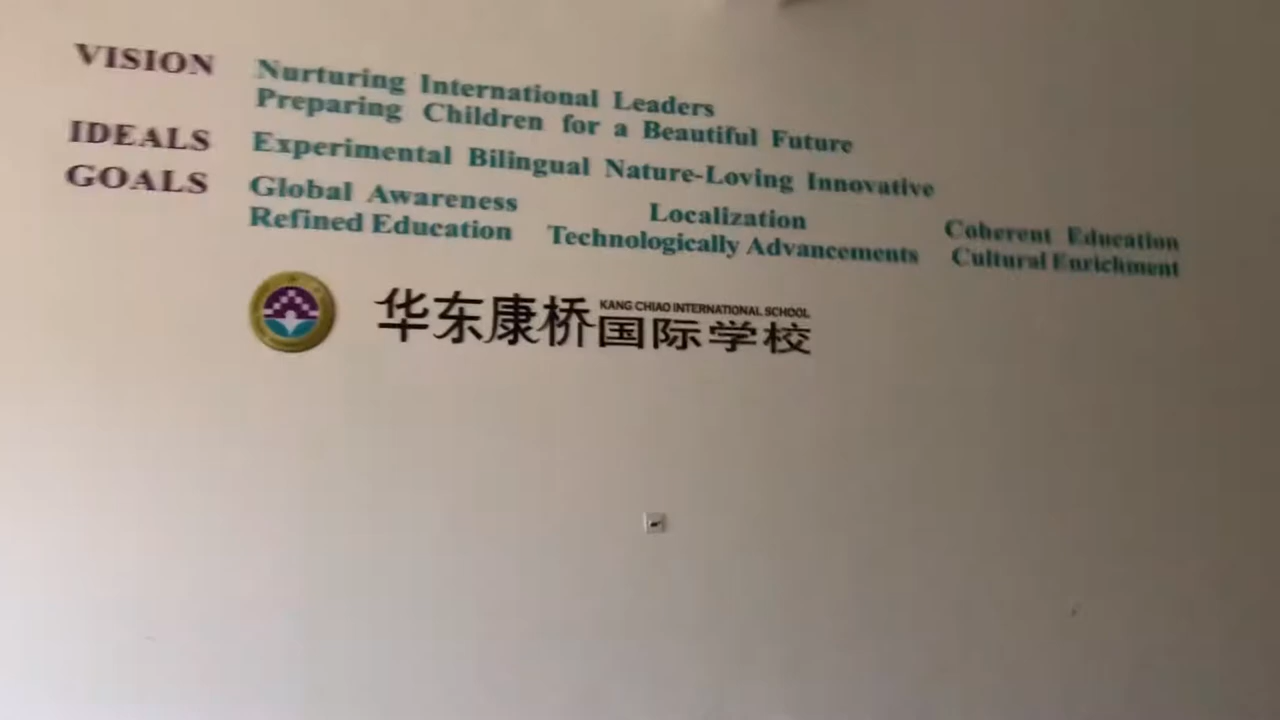 VISION Nurturing International Leaders
Preparing Children for a Beautiful Future
IDEALS Experimental Bilingual Nature-Loving Innovative
GOALS Global Awareness Localization Coherent Education
Refined Education Technologically Advancements Cultural Enrichment
华东康桥国际学校
KANG CHIAO INTERNATIONAL SCHOOL